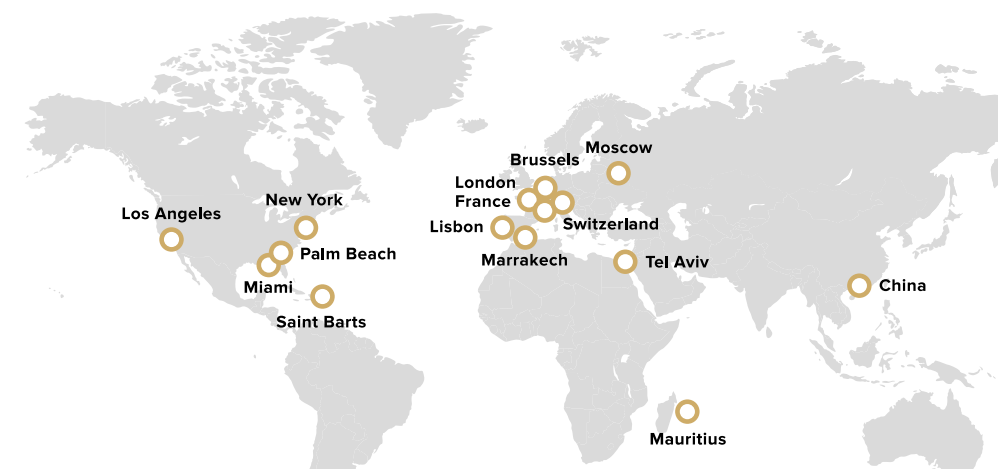 Moscow
Brussels
London
France
New York
Los Angeles
Lisbon
Switzerland
Palm Beach
Marrakech
Tel Aviv
Miami
China
Saint Barts
Mauritius